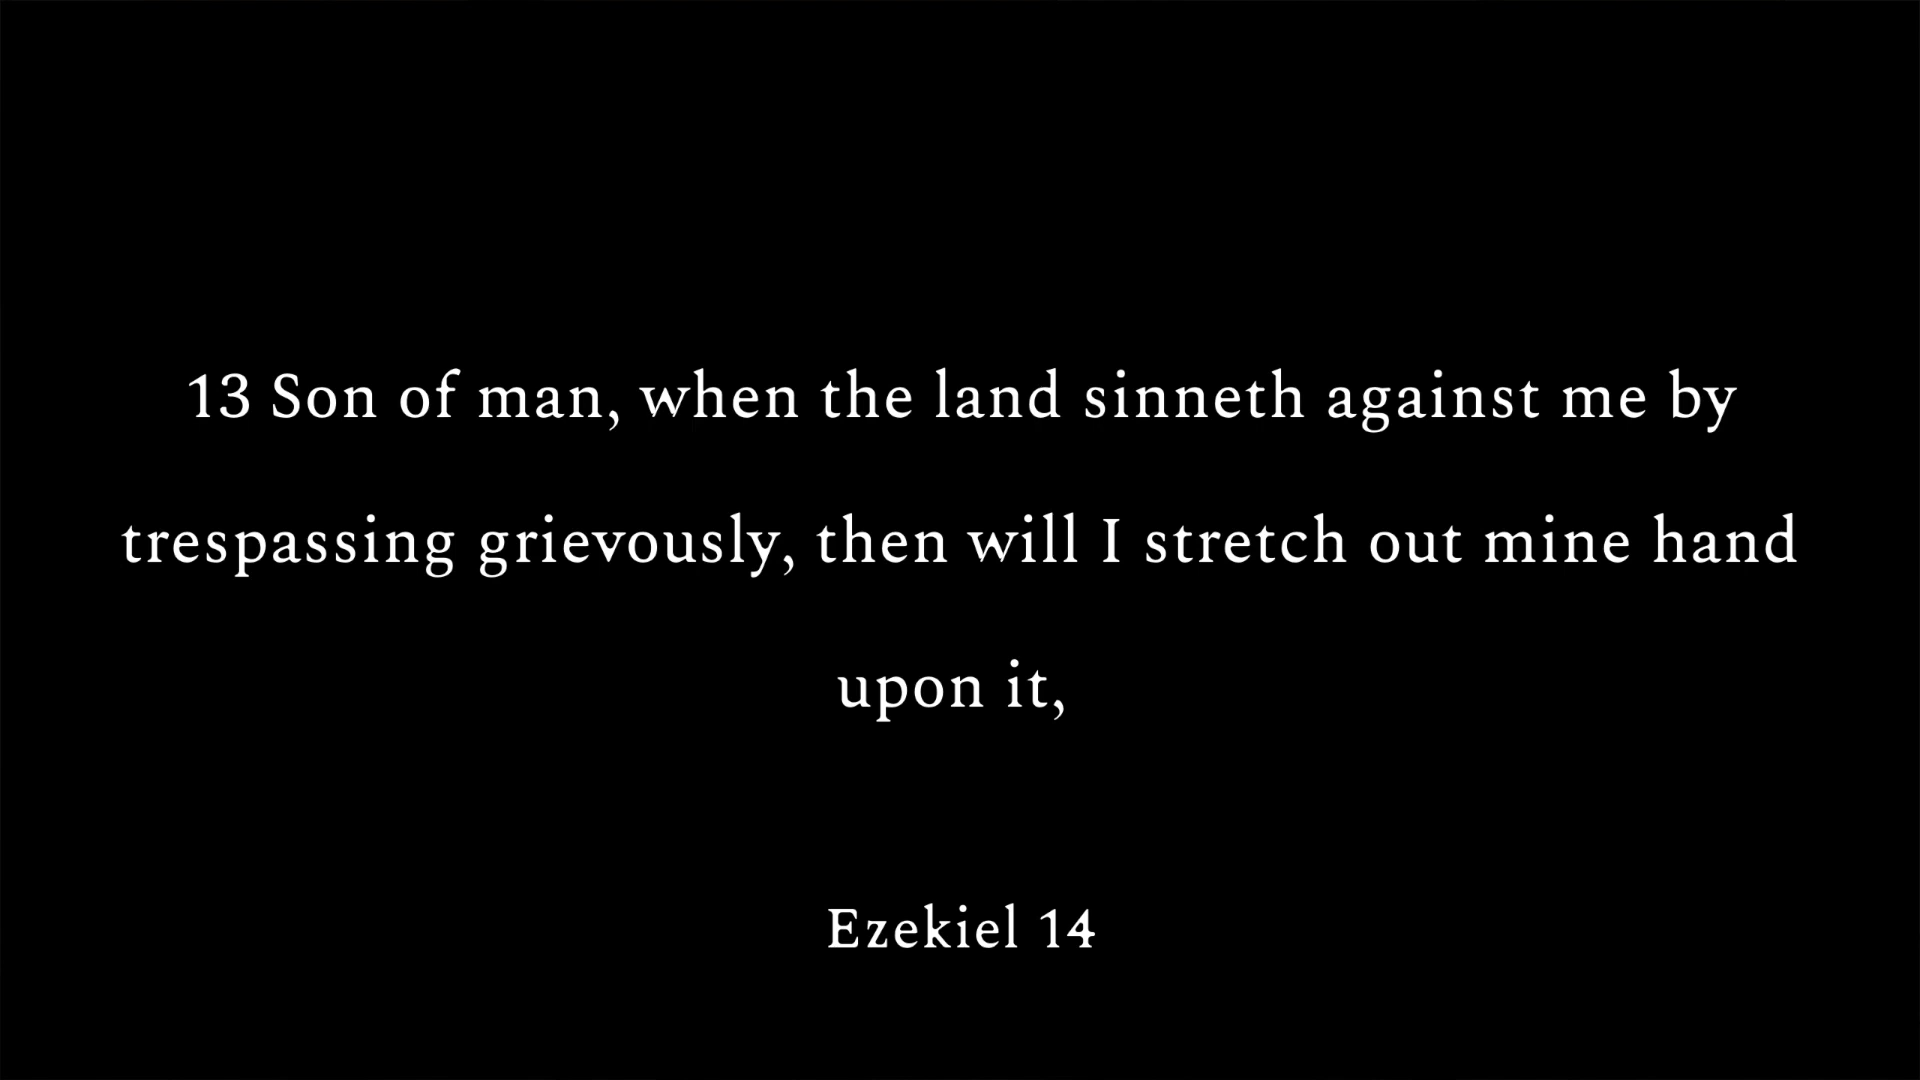 13 Son of man, when the land sinneth against me by
trespassing grievously, then will I stretch out mine hand
upon it,
Ezekiel 14